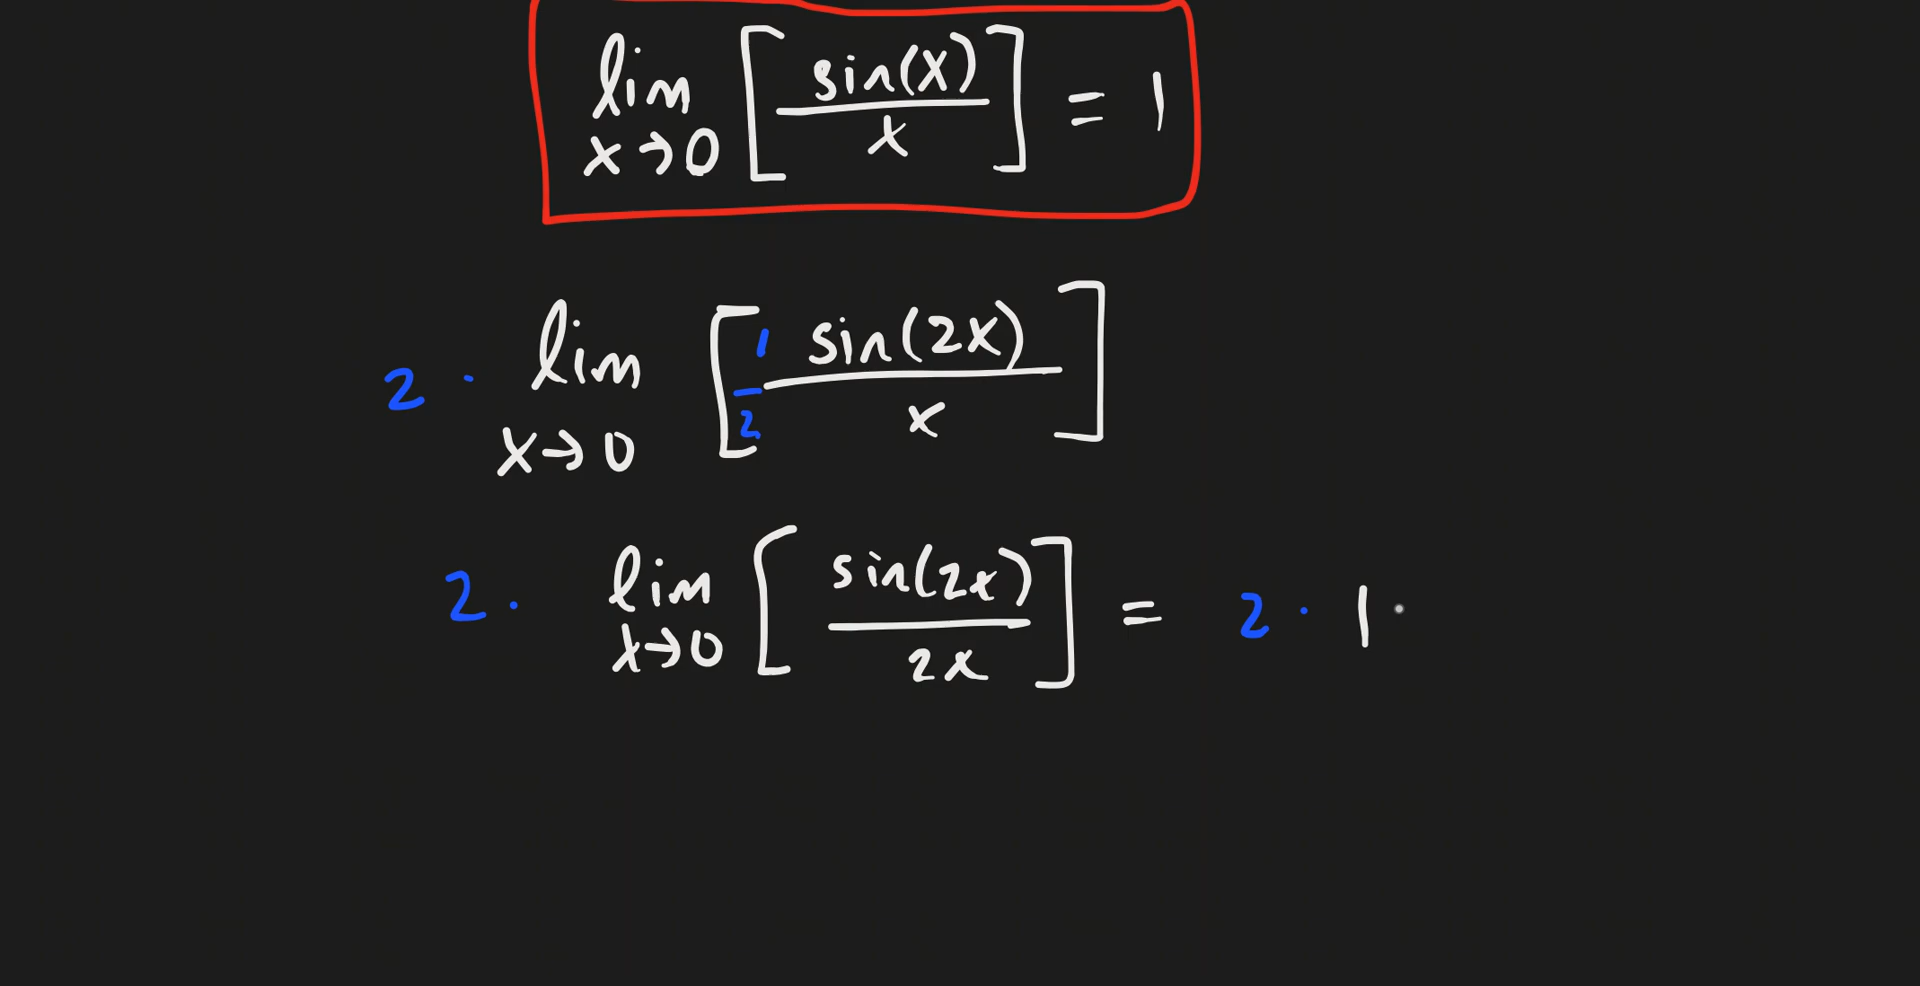 lim x→0 [sin(x)/x] = 1
2 · lim x→0 [1/2 sin(2x)/x]
2 · lim x→0 [sin(2x)/2x] = 2 · 1